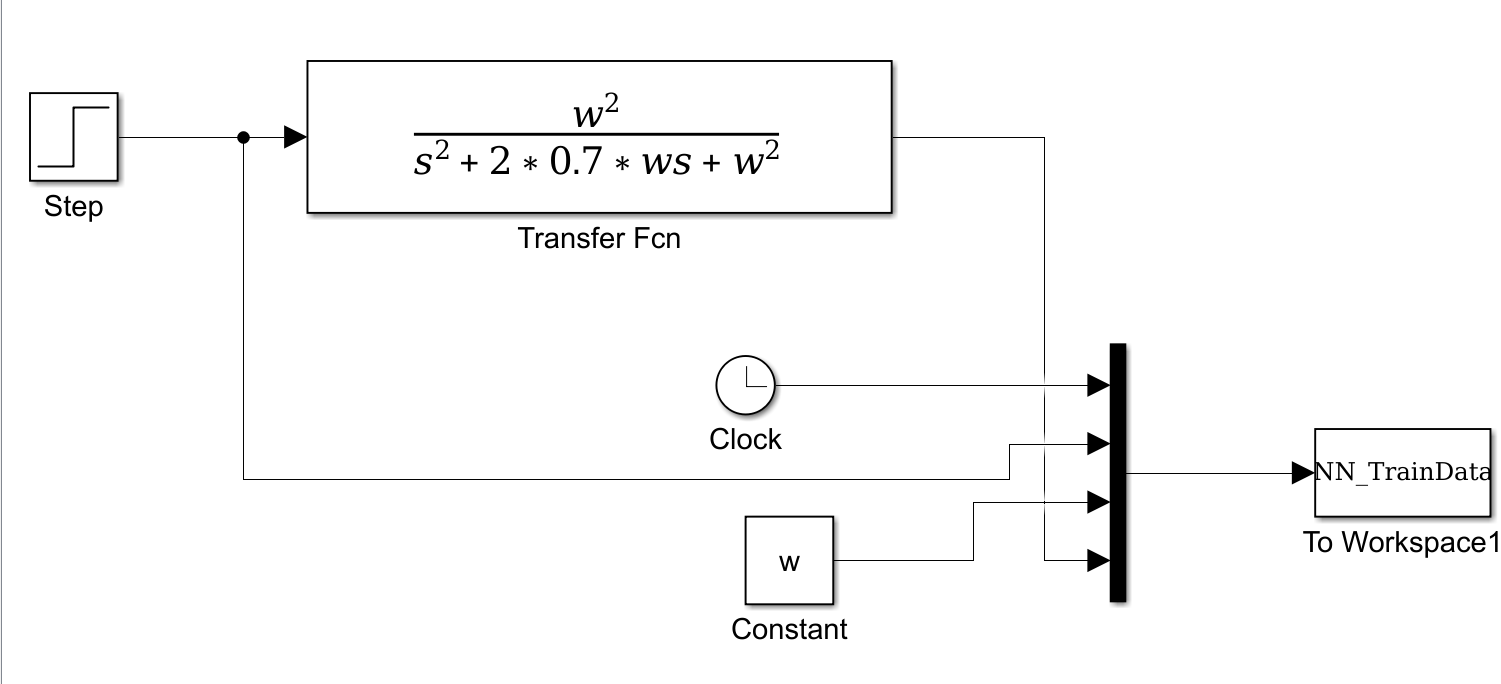 w²
s² + 2 * 0.7 * ws + w²
Step
Transfer Fcn
Clock
NN_TrainData
To Workspace1
w
Constant